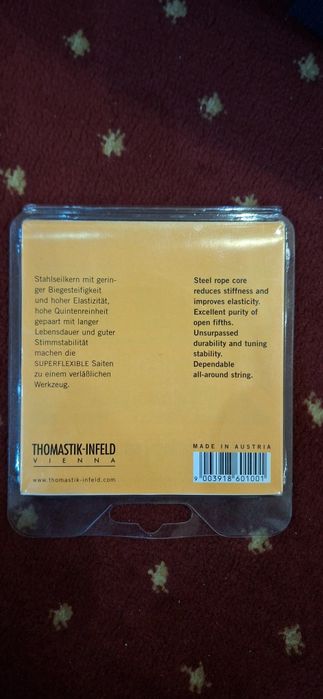 Stahlseilkern mit gerin-
ger Biegesteifigkeit
und hoher Elastizität,
hohe Quintenreinheit
gepaart mit langer
Lebensdauer und guter
Stimmstabilität
machen die
SUPERFLEXIBLE Saiten
zu einem verläßlichen
Werkzeug.
Steel rope core
reduces stiffness and
improves elasticity.
Excellent purity of
open fifths.
Unsurpassed
durability and tuning
stability.
Dependable
all-around string.
THOMASTIK-INFELD
VIENNA
www.thomastik-infeld.com
MADE IN AUSTRIA
9 003918 601001